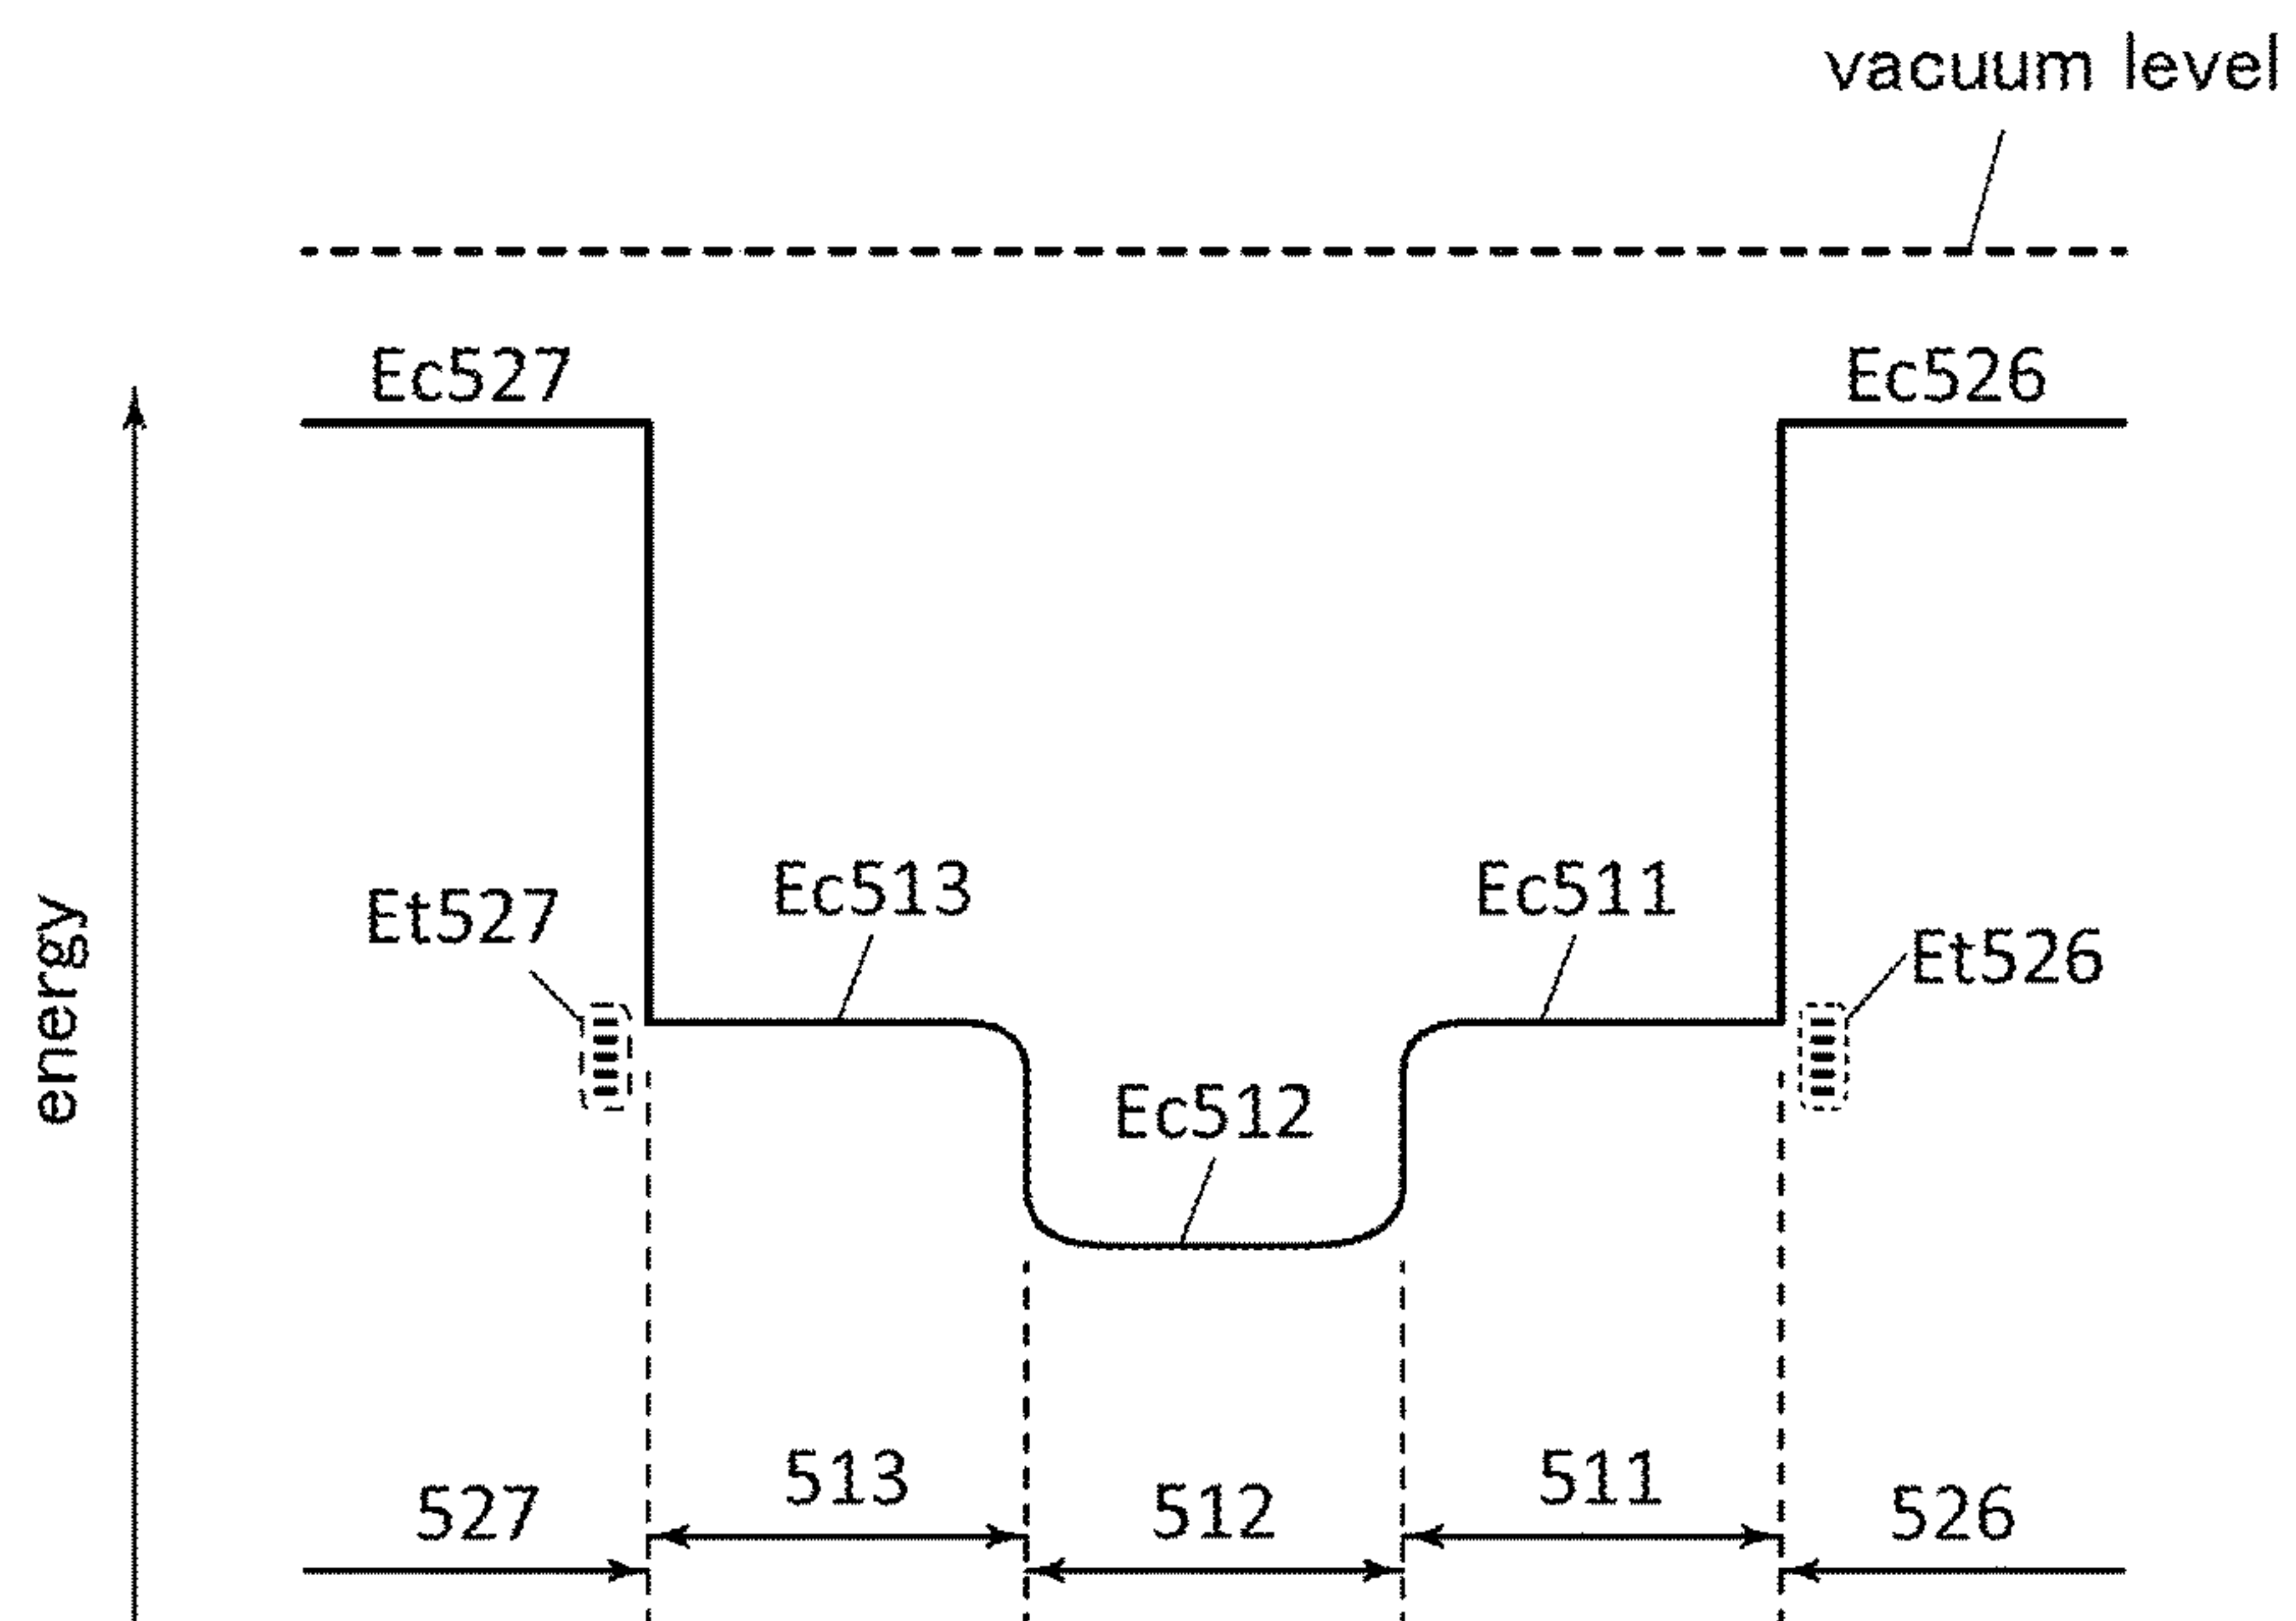 vacuum level
Ec527
Ec526
Ec513
Ec511
Et527
Et526
energy
Ec512
513
511
527
512
526